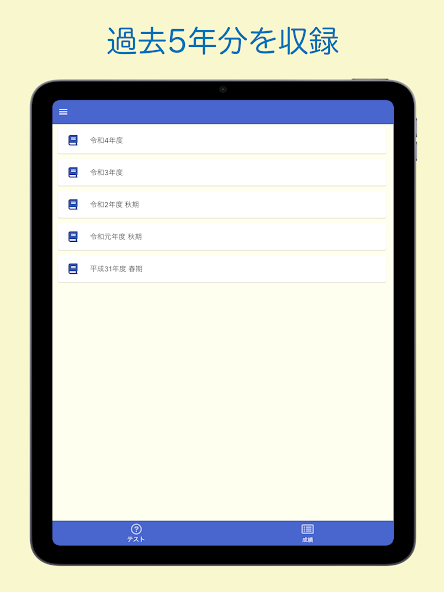 過去5年分を収録
令和4年度
令和3年度
令和2年度 秋期
令和元年度 秋期
平成31年度 春期
テスト
成績